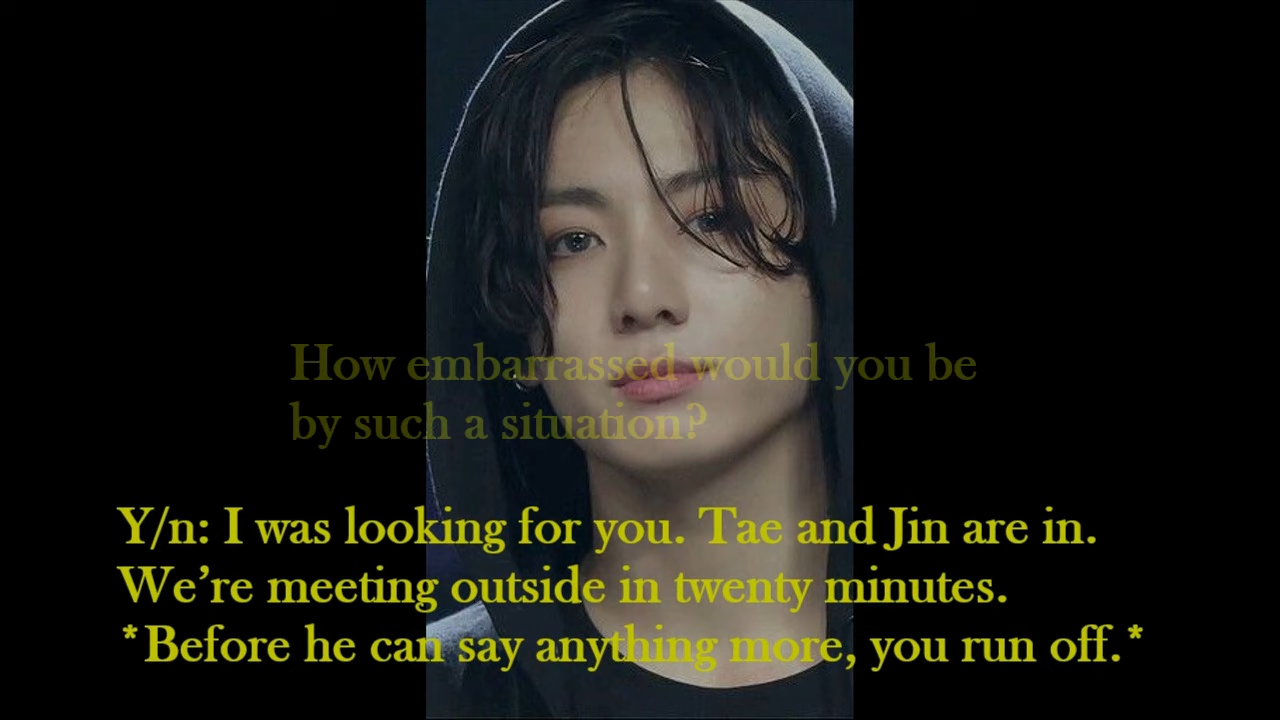 How embarrassed would you be
by such a situation?
Y/n: I was looking for you. Tae and Jin are in.
We’re meeting outside in twenty minutes.
*Before he can say anything more, you run off.*